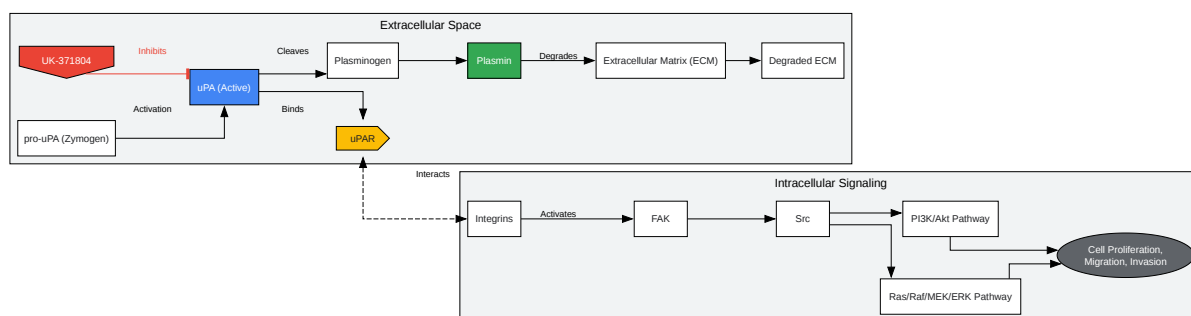 Extracellular Space
UK-371804
Inhibits
Cleaves
Plasminogen
Plasmin
Degrades
Extracellular Matrix (ECM)
Degraded ECM
uPA (Active)
Activation
Binds
pro-uPA (Zymogen)
uPAR
Interacts
Intracellular Signaling
Integrins
Activates
FAK
Src
PI3K/Akt Pathway
Cell Proliferation,
Migration, Invasion
Ras/Raf/MEK/ERK Pathway